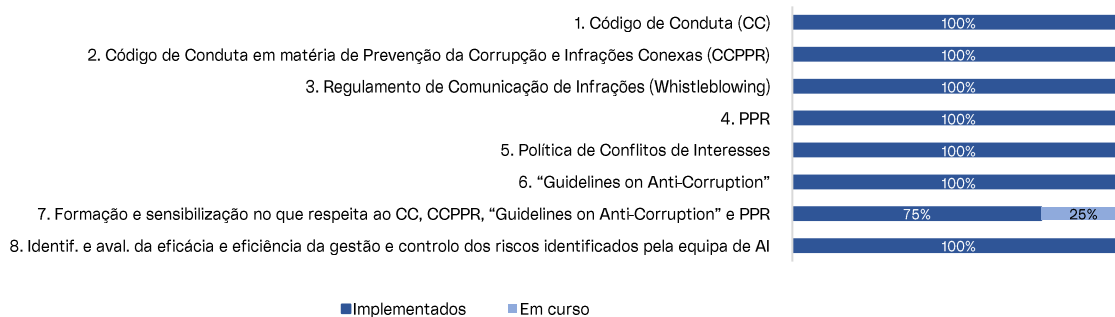 1. Código de Conduta (CC)
100%
2. Código de Conduta em matéria de Prevenção da Corrupção e Infrações Conexas (CCPPR)
100%
3. Regulamento de Comunicação de Infrações (Whistleblowing)
100%
4. PPR
100%
5. Política de Conflitos de Interesses
100%
6. “Guidelines on Anti-Corruption”
100%
7. Formação e sensibilização no que respeita ao CC, CCPPR, “Guidelines on Anti-Corruption” e PPR
75%
25%
8. Identif. e aval. da eficácia e eficiência da gestão e controlo dos riscos identificados pela equipa de AI
100%
Implementados
Em curso